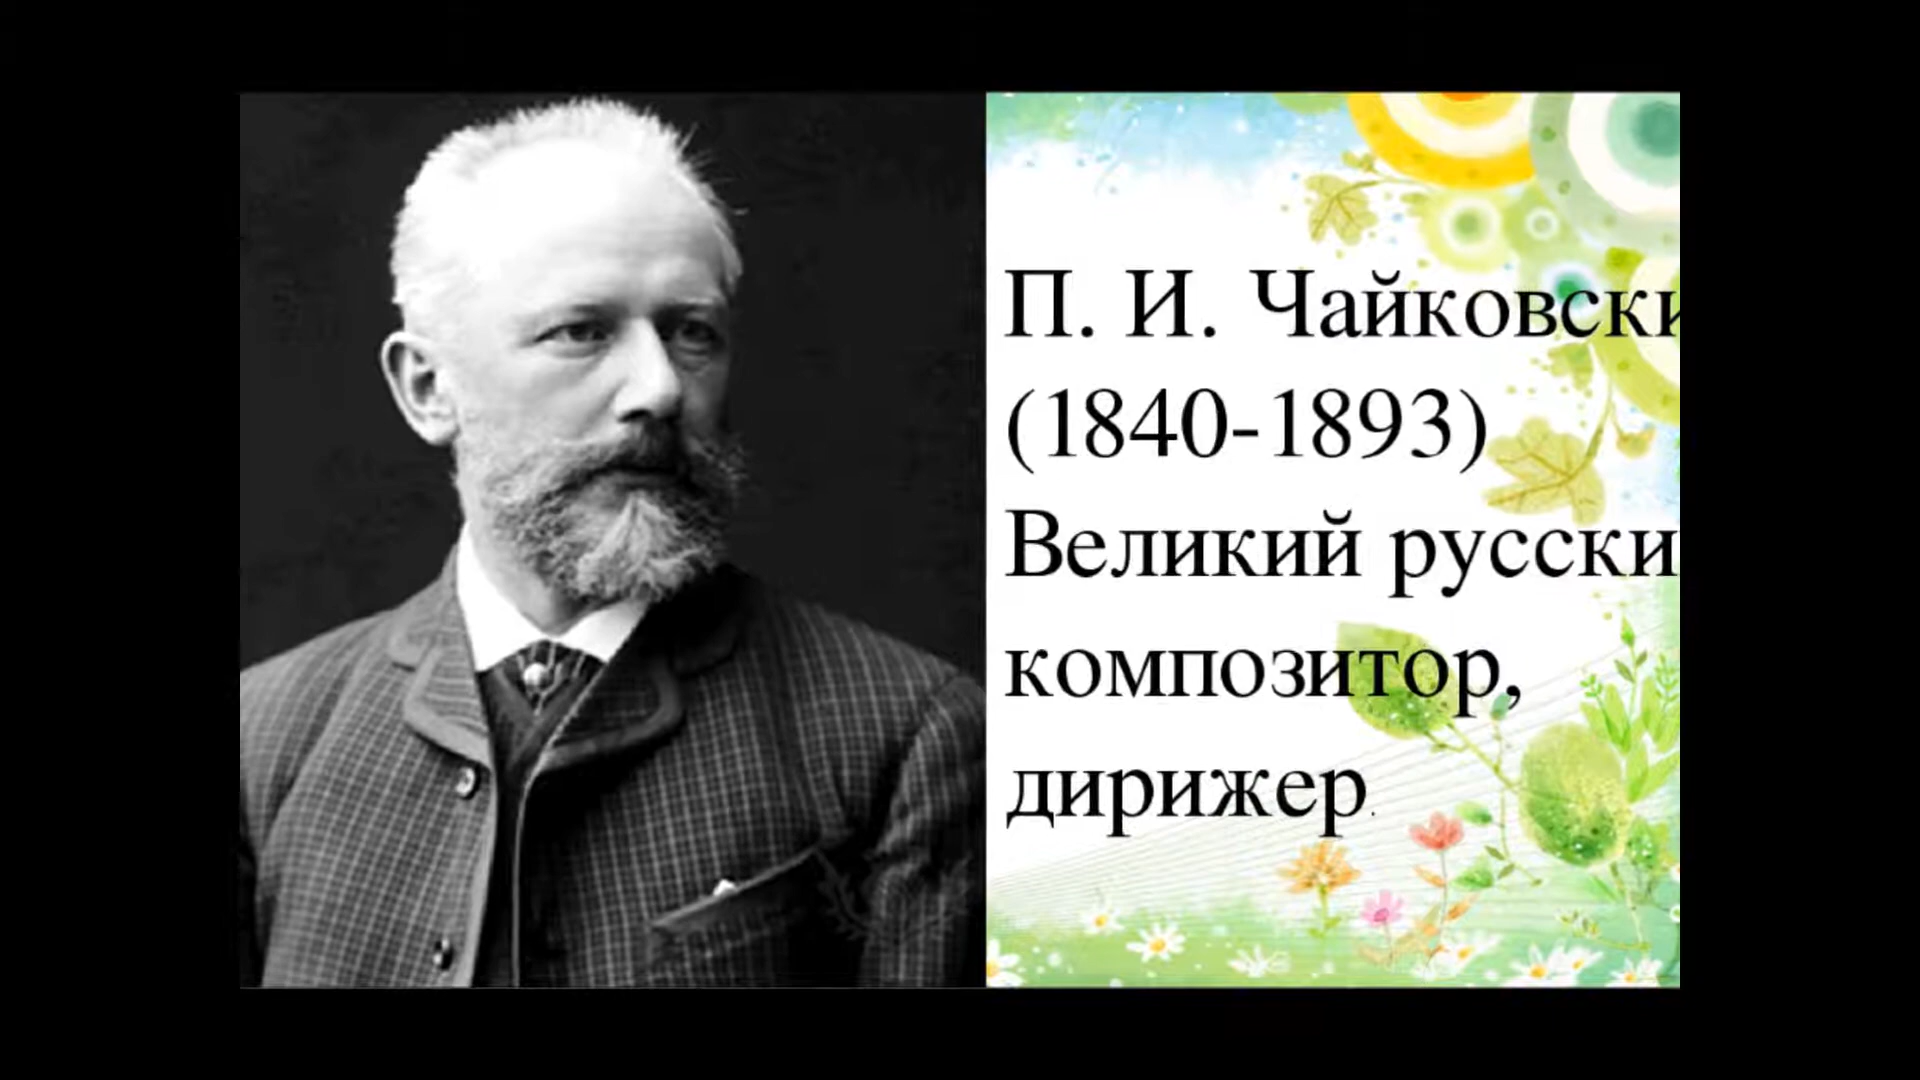 П. И. Чайковски
(1840-1893)
Великий русски
композитор,
дирижер.